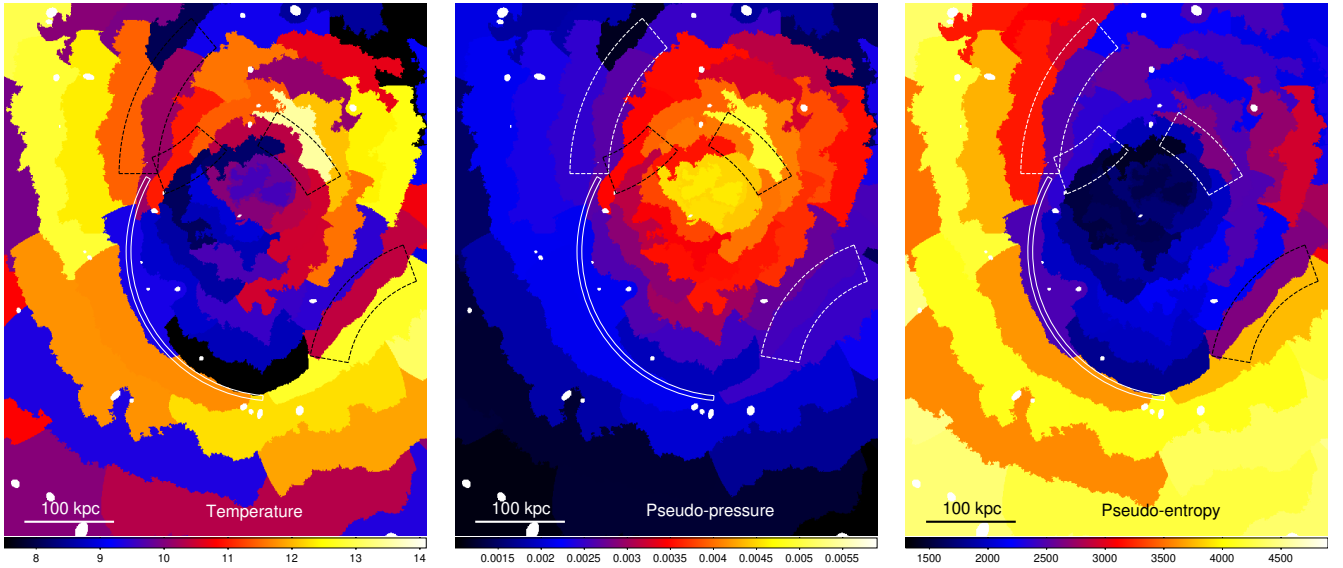 100 kpc Temperature
8 9 10 11 12 13 14
100 kpc Pseudo-pressure
0.0015 0.002 0.0025 0.003 0.0035 0.004 0.0045 0.005 0.0055
100 kpc Pseudo-entropy
1500 2000 2500 3000 3500 4000 4500